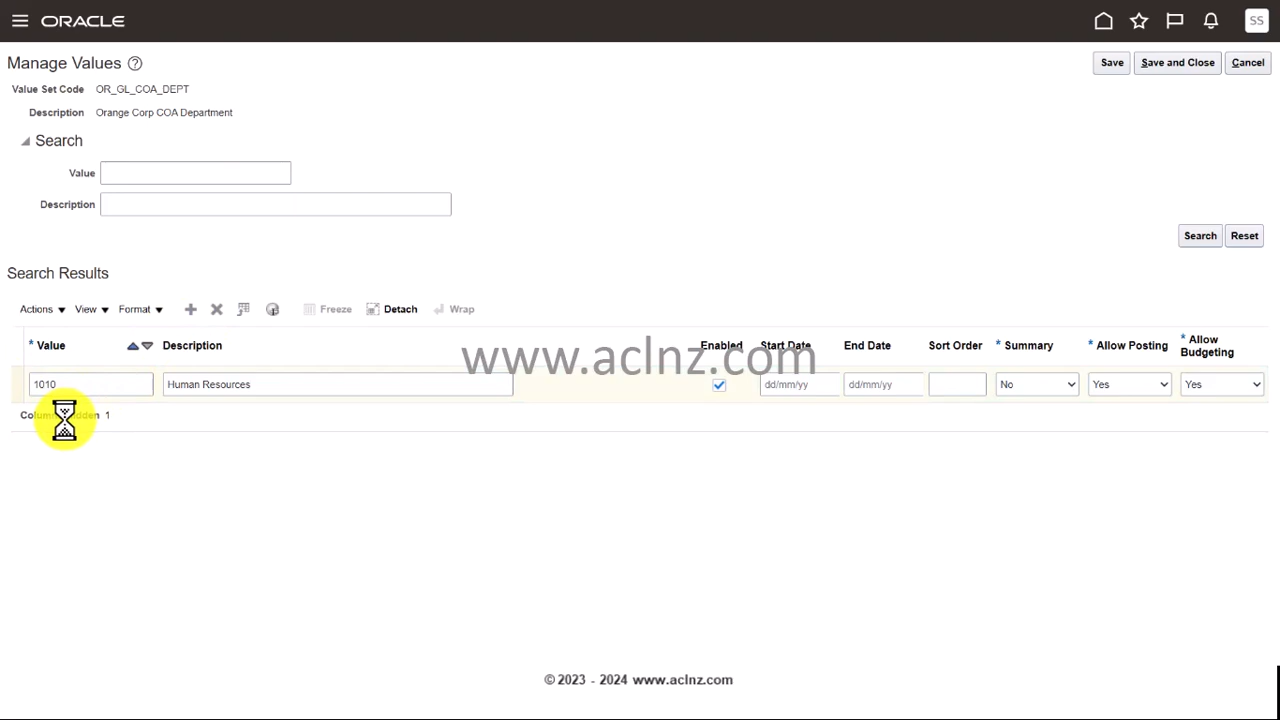 ORACLE
SS
Manage Values ?
Save
Save and Close
Cancel
Value Set Code OR_GL_COA_DEPT
Description Orange Corp COA Department
Search
Value
Description
Search
Reset
Search Results
Actions View Format Freeze Detach Wrap
* Value Description Enabled Start Date End Date Sort Order * Summary * Allow Posting * Allow Budgeting
www.aclnz.com
1010 Human Resources dd/mm/yy dd/mm/yy No Yes Yes
1
© 2023 - 2024 www.aclnz.com